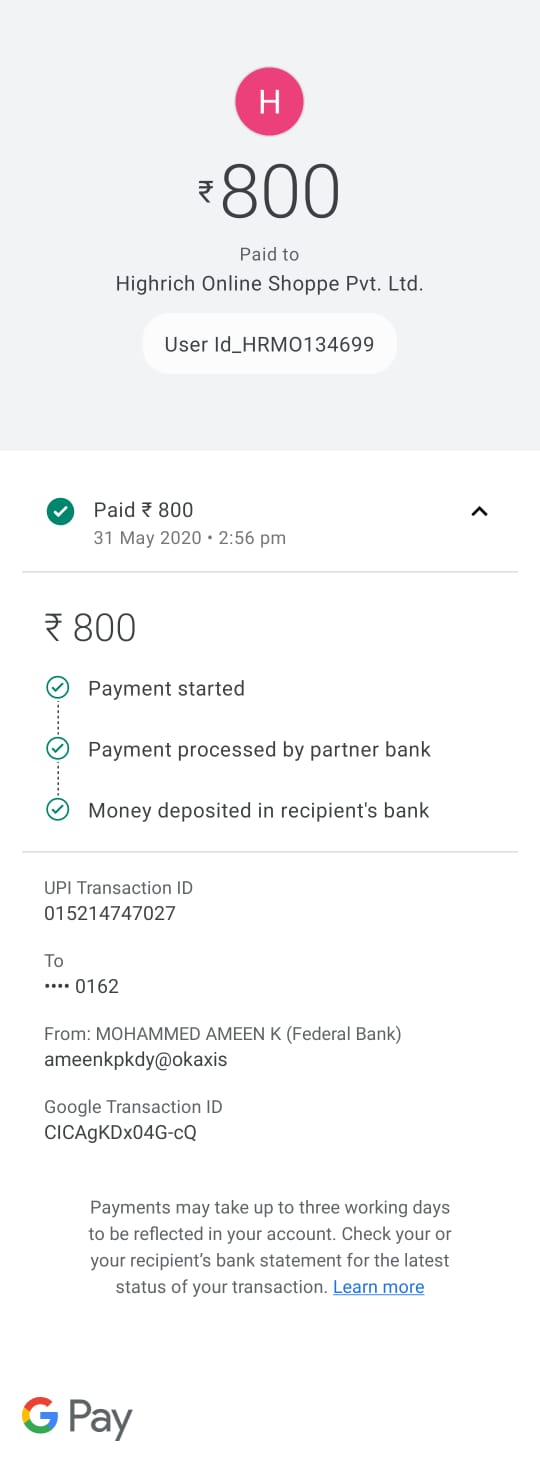 H
₹800
Paid to
Highrich Online Shoppe Pvt. Ltd.
User Id_HRMO134699
Paid ₹ 800
31 May 2020 • 2:56 pm
₹ 800
Payment started
Payment processed by partner bank
Money deposited in recipient's bank
UPI Transaction ID
015214747027
To
•••• 0162
From: MOHAMMED AMEEN K (Federal Bank)
ameenkpkdy@okaxis
Google Transaction ID
CICAgKDx04G-cQ
Payments may take up to three working days
to be reflected in your account. Check your or
your recipient’s bank statement for the latest
status of your transaction. Learn more
G Pay